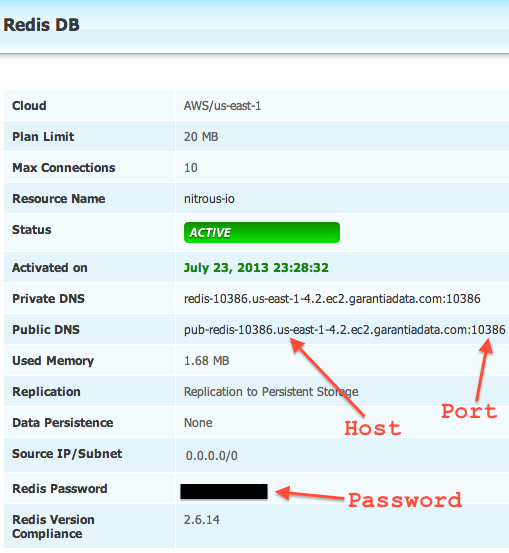 Redis DB
Cloud AWS/us-east-1
Plan Limit 20 MB
Max Connections 10
Resource Name nitrous-io
Status ACTIVE
Activated on July 23, 2013 23:28:32
Private DNS redis-10386.us-east-1-4.2.ec2.garantiadata.com:10386
Public DNS pub-redis-10386.us-east-1-4.2.ec2.garantiadata.com:10386
Used Memory 1.68 MB
Replication Replication to Persistent Storage
Port
Data Persistence None
Host
Source IP/Subnet 0.0.0.0/0
Redis Password
Password
Redis Version
Compliance 2.6.14